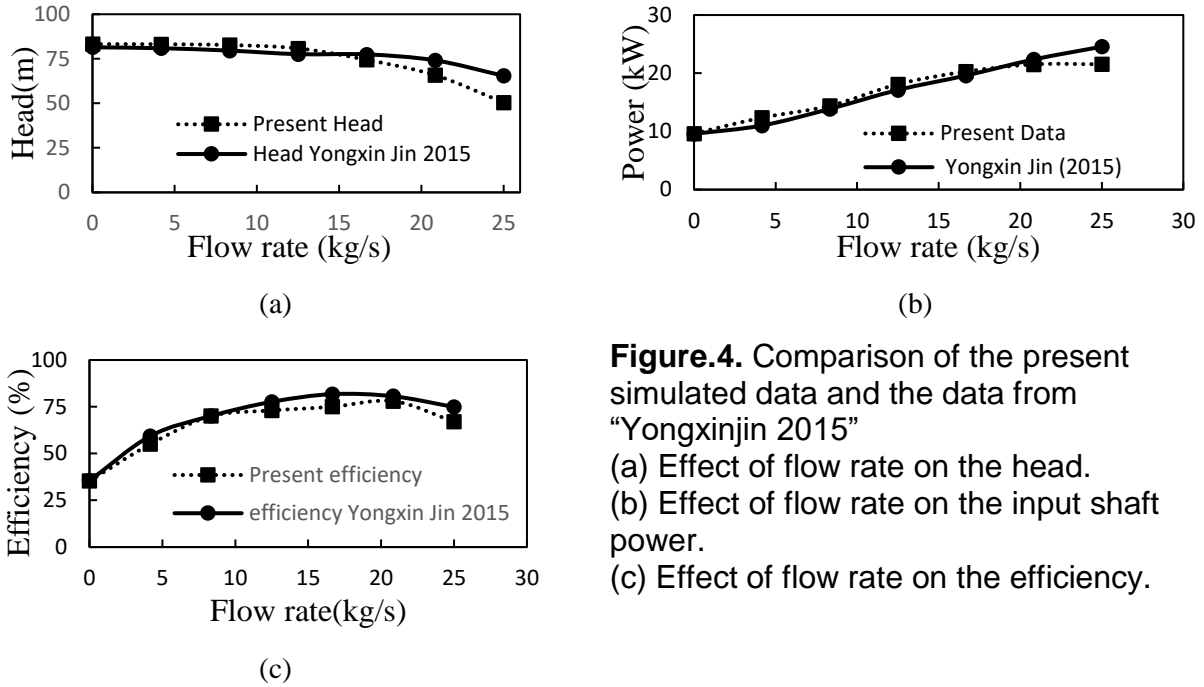 100
75
50
25
0
Head(m)
Present Head
Head Yongxin Jin 2015
0 5 10 15 20 25
Flow rate (kg/s)
(a)
30
20
10
0
Power (kW)
Present Data
Yongxin Jin (2015)
0 5 10 15 20 25 30
Flow rate (kg/s)
(b)
100
75
50
25
0
Efficiency (%)
Present efficiency
efficiency Yongxin Jin 2015
0 5 10 15 20 25 30
Flow rate(kg/s)
(c)
Figure.4. Comparison of the present
simulated data and the data from
“Yongxinjin 2015”
(a) Effect of flow rate on the head.
(b) Effect of flow rate on the input shaft
power.
(c) Effect of flow rate on the efficiency.